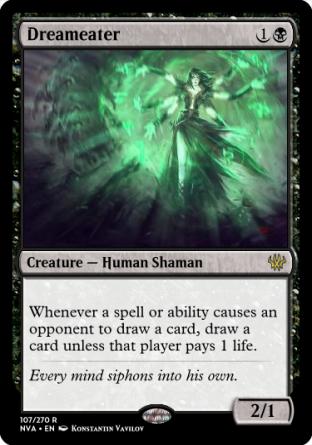 Dreameater 1
Creature — Human Shaman
Whenever a spell or ability causes an
opponent to draw a card, draw a
card unless that player pays 1 life.
Every mind siphons into his own.
107/270 R
NVA • EN Konstantin Vavilov
2/1